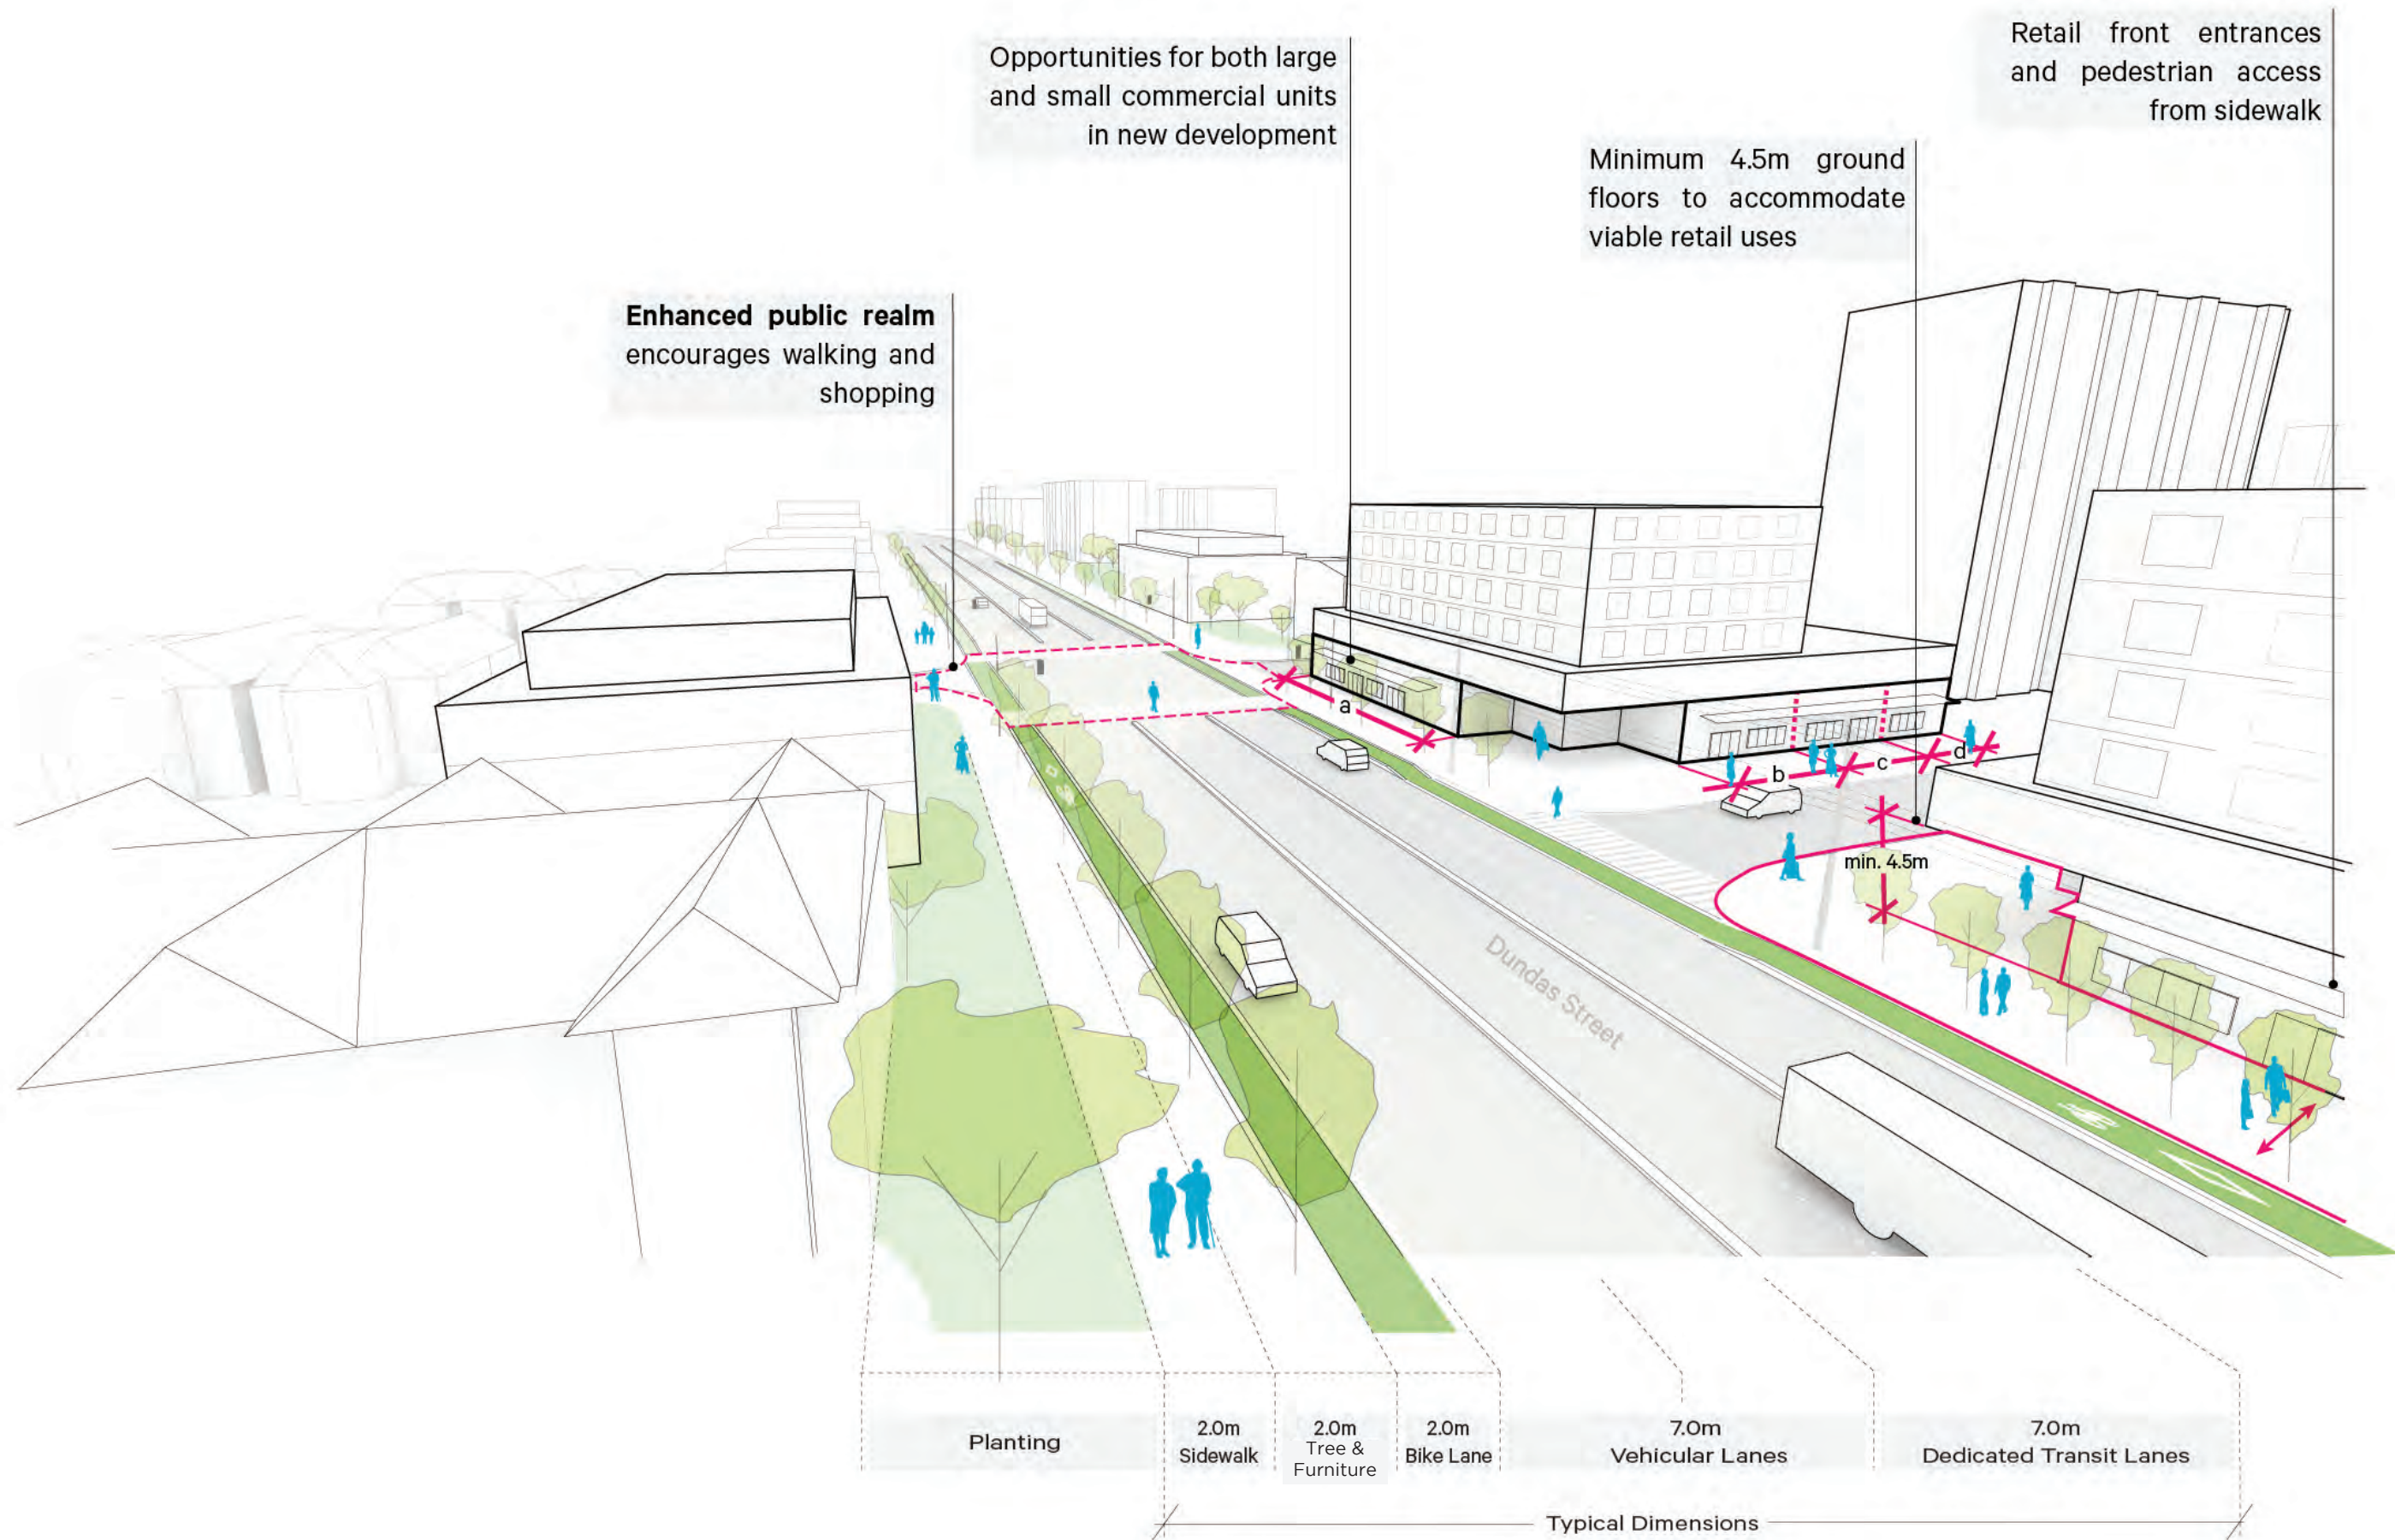 Opportunities for both large
and small commercial units
in new development
Retail front entrances
and pedestrian access
from sidewalk
Minimum 4.5m ground
floors to accommodate
viable retail uses
Enhanced public realm
encourages walking and
shopping
a
b
c
d
min. 4.5m
Dundas Street
Planting
2.0m
Sidewalk
2.0m
Tree &
Furniture
2.0m
Bike Lane
7.0m
Vehicular Lanes
7.0m
Dedicated Transit Lanes
Typical Dimensions